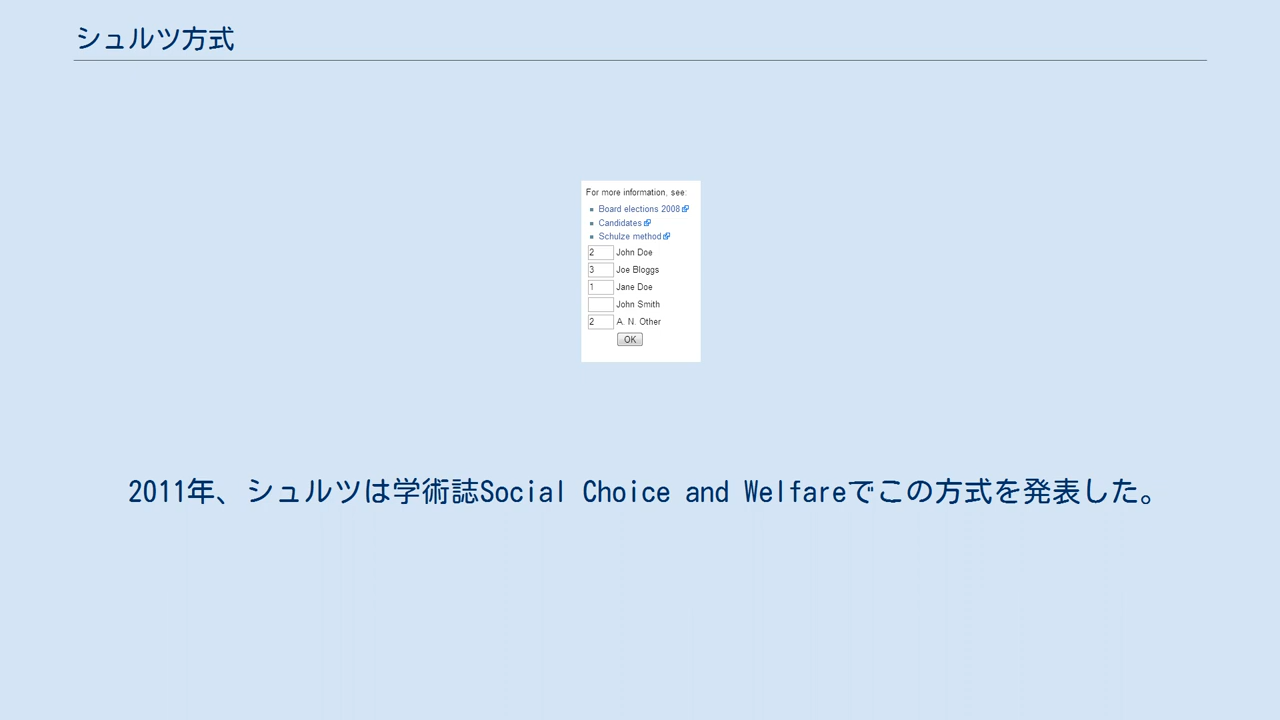 シュルツ方式
For more information, see:
Board elections 2008
Candidates
Schulze method
2 John Doe
3 Joe Bloggs
1 Jane Doe
John Smith
2 A. N. Other
OK
2011年、シュルツは学術誌Social Choice and Welfareでこの方式を発表した。